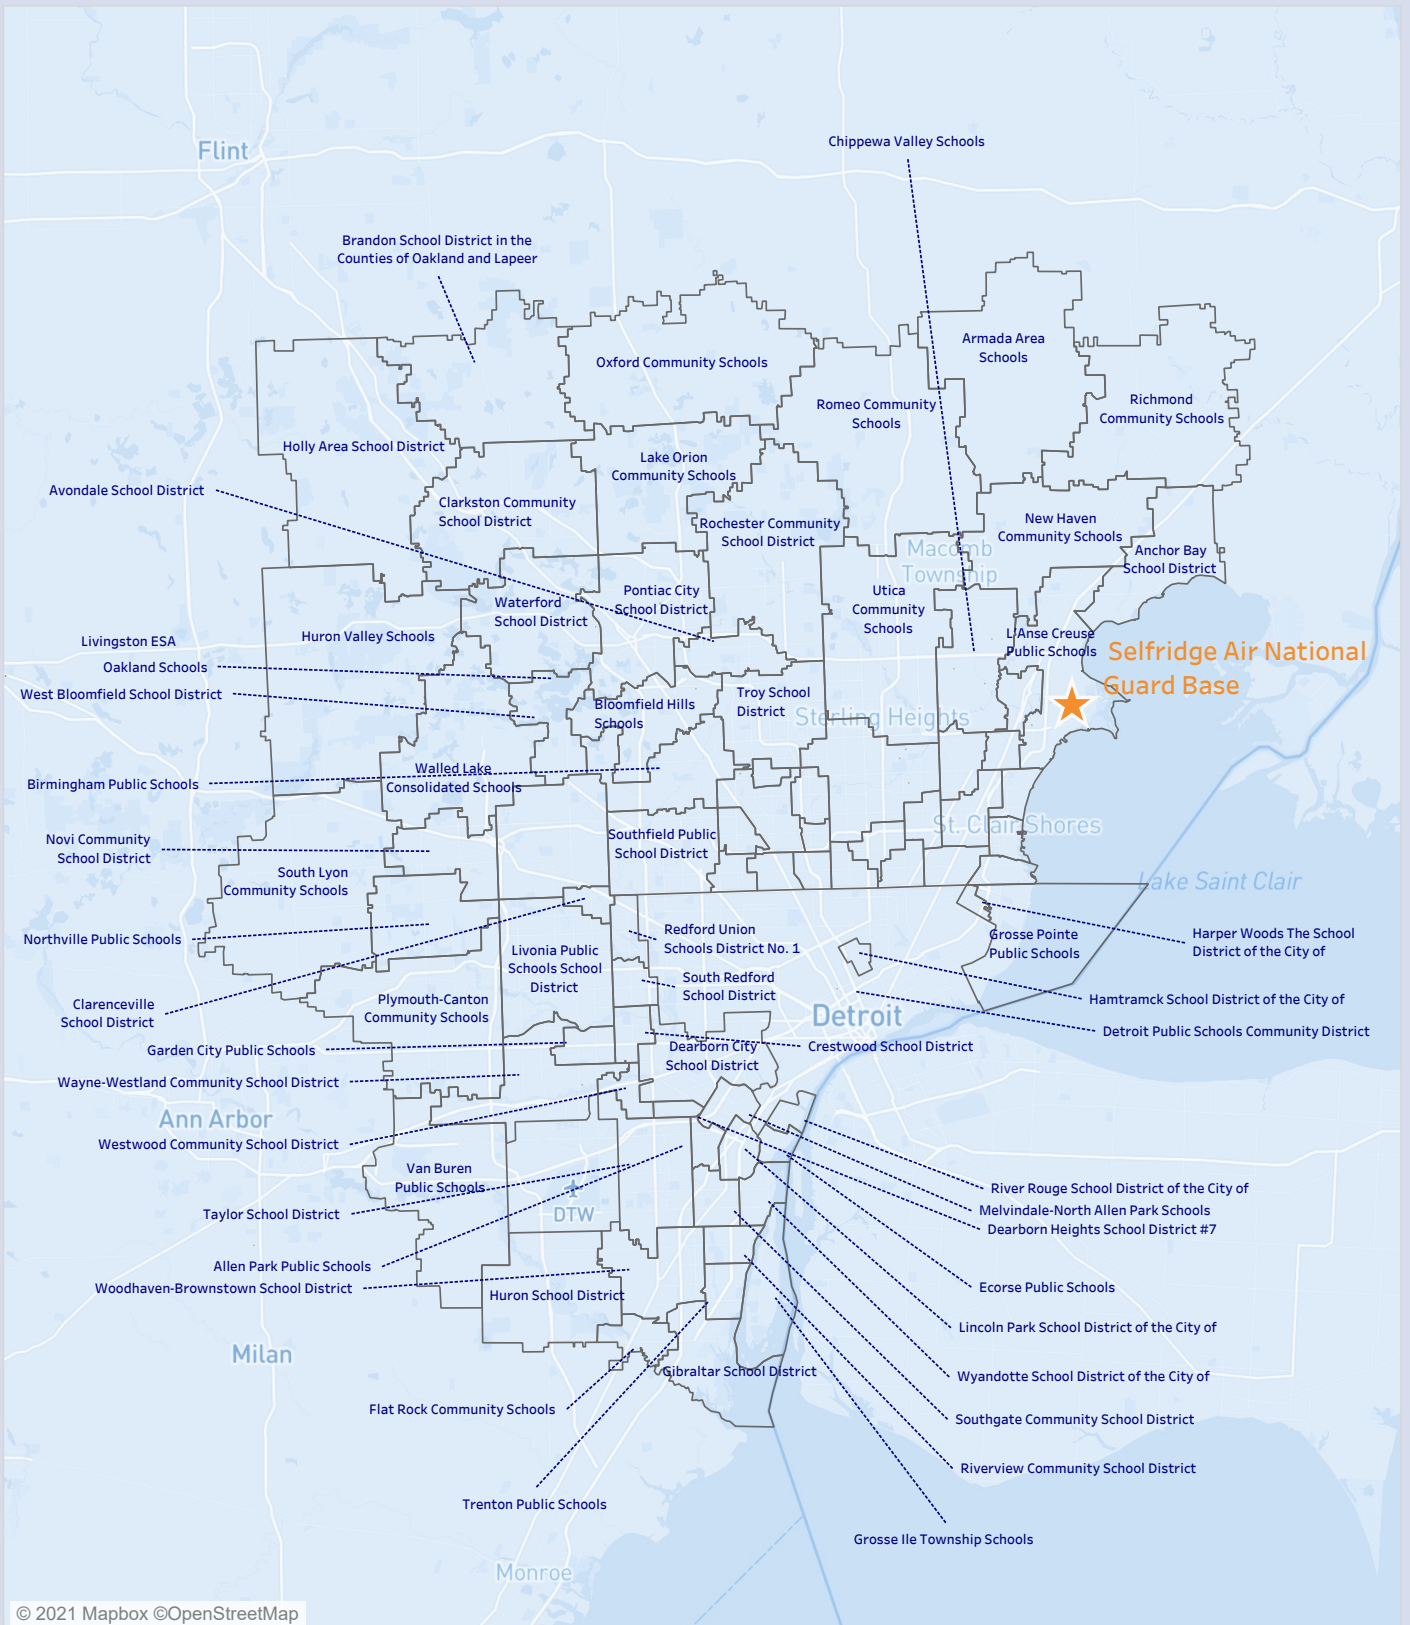 Chippewa Valley Schools
Flint
Brandon School District in the
Counties of Oakland and Lapeer
Armada Area
Schools
Oxford Community Schools
Richmond
Community Schools
Romeo Community
Schools
Holly Area School District
Lake Orion
Community Schools
Avondale School District
Clarkston Community
School District
Rochester Community
School District
New Haven
Community Schools
Macomb
Township
Anchor Bay
School District
Pontiac City
School District
Utica
Community
Schools
Waterford
School District
Huron Valley Schools
Livingston ESA
L'Anse Creuse
Public Schools
Selfridge Air National
Guard Base
Oakland Schools
West Bloomfield School District
Bloomfield Hills
Schools
Troy School
District
Sterling Heights
Walled Lake
Consolidated Schools
Birmingham Public Schools
St. Clair Shores
Southfield Public
School District
Novi Community
School District
South Lyon
Community Schools
Lake Saint Clair
Northville Public Schools
Redford Union
Schools District No. 1
Grosse Pointe
Public Schools
Harper Woods The School
District of the City of
Livonia Public
Schools School
District
South Redford
School District
Hamtramck School District of the City of
Clarenceville
School District
Plymouth-Canton
Community Schools
Detroit
Detroit Public Schools Community District
Garden City Public Schools
Dearborn City
School District
Crestwood School District
Wayne-Westland Community School District
Ann Arbor
Westwood Community School District
Van Buren
Public Schools
River Rouge School District of the City of
Melvindale-North Allen Park Schools
Dearborn Heights School District #7
Taylor School District
DTW
Allen Park Public Schools
Woodhaven-Brownstown School District
Huron School District
Ecorse Public Schools
Lincoln Park School District of the City of
Milan
Gibraltar School District
Wyandotte School District of the City of
Flat Rock Community Schools
Southgate Community School District
Riverview Community School District
Trenton Public Schools
Grosse Ile Township Schools
Monroe
© 2021 Mapbox ©OpenStreetMap